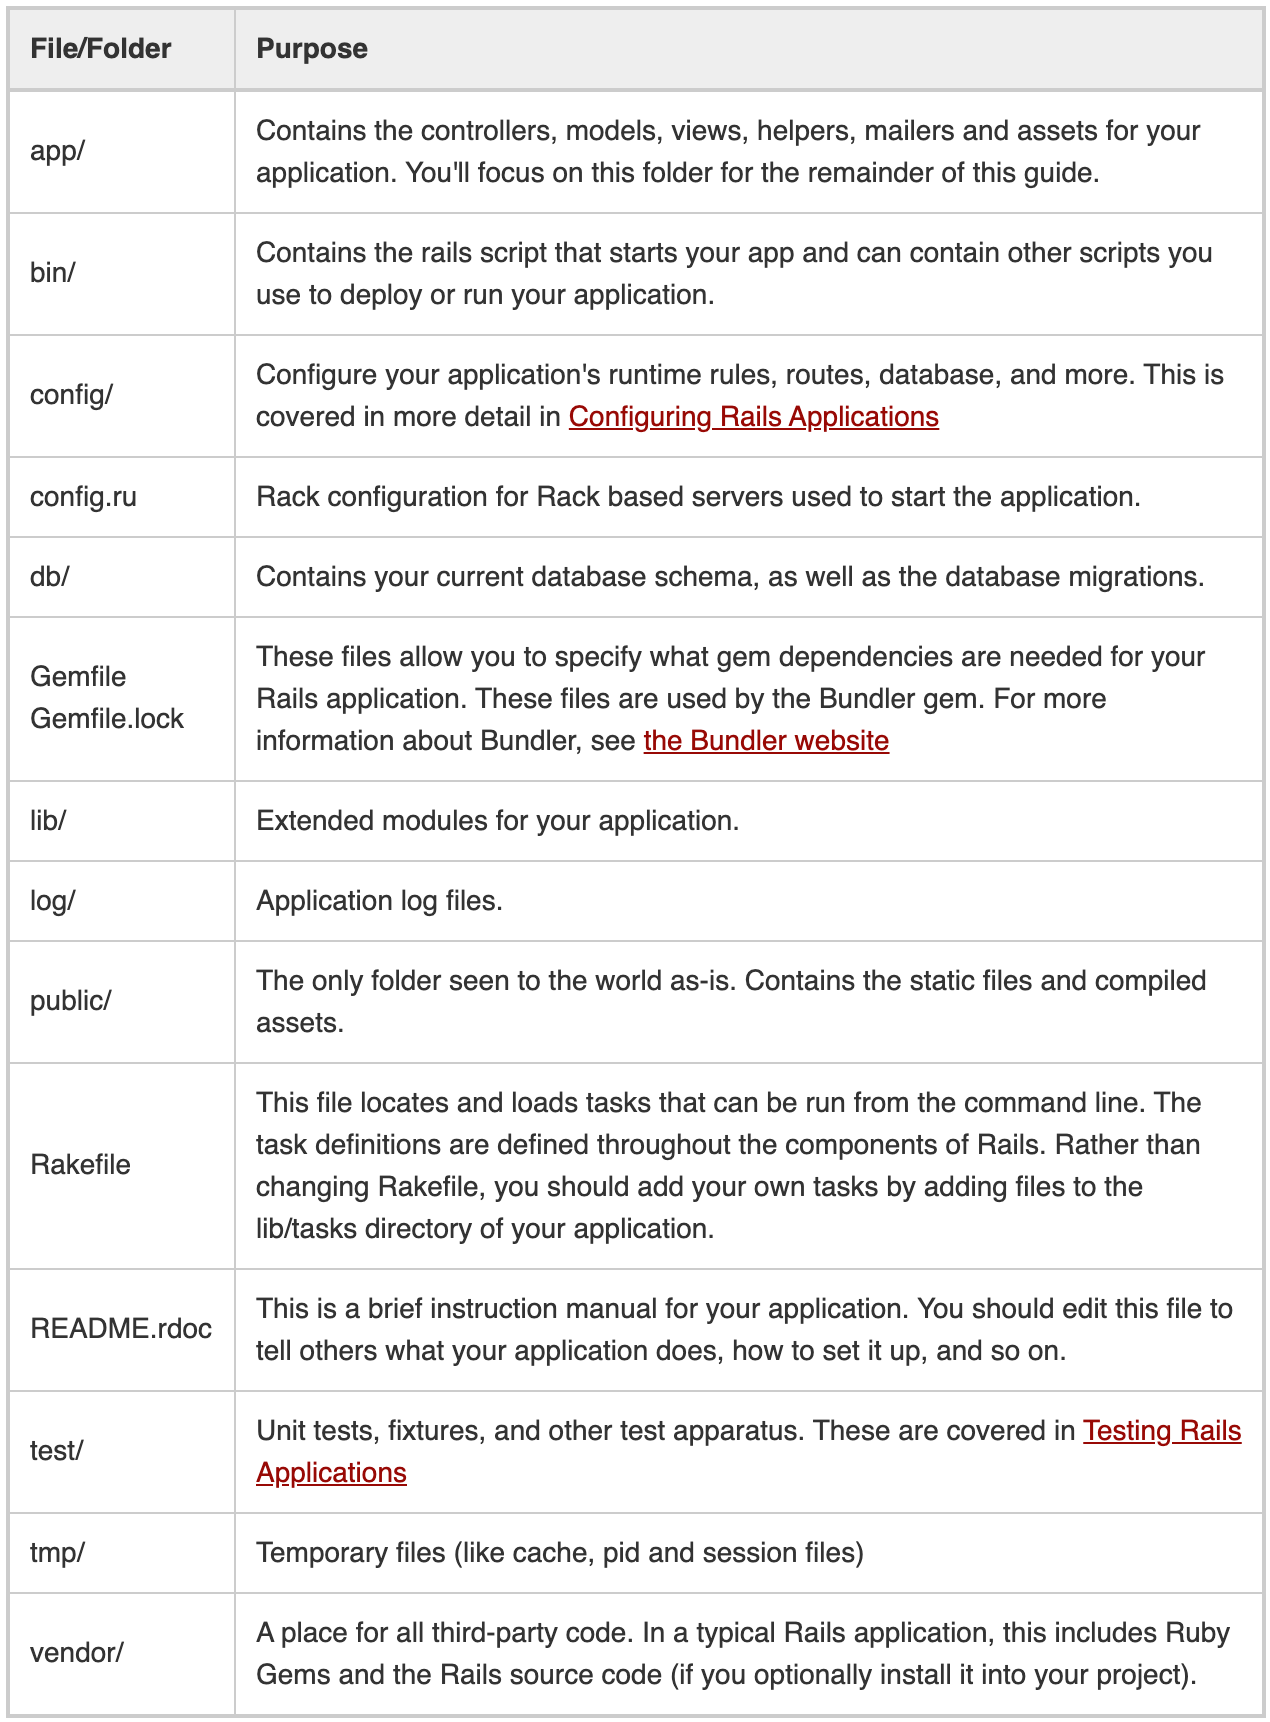 File/Folder
Purpose
app/
Contains the controllers, models, views, helpers, mailers and assets for your
application. You'll focus on this folder for the remainder of this guide.
bin/
Contains the rails script that starts your app and can contain other scripts you
use to deploy or run your application.
config/
Configure your application's runtime rules, routes, database, and more. This is
covered in more detail in Configuring Rails Applications
config.ru
Rack configuration for Rack based servers used to start the application.
db/
Contains your current database schema, as well as the database migrations.
Gemfile
Gemfile.lock
These files allow you to specify what gem dependencies are needed for your
Rails application. These files are used by the Bundler gem. For more
information about Bundler, see the Bundler website
lib/
Extended modules for your application.
log/
Application log files.
public/
The only folder seen to the world as-is. Contains the static files and compiled
assets.
Rakefile
This file locates and loads tasks that can be run from the command line. The
task definitions are defined throughout the components of Rails. Rather than
changing Rakefile, you should add your own tasks by adding files to the
lib/tasks directory of your application.
README.rdoc
This is a brief instruction manual for your application. You should edit this file to
tell others what your application does, how to set it up, and so on.
test/
Unit tests, fixtures, and other test apparatus. These are covered in Testing Rails
Applications
tmp/
Temporary files (like cache, pid and session files)
vendor/
A place for all third-party code. In a typical Rails application, this includes Ruby
Gems and the Rails source code (if you optionally install it into your project).